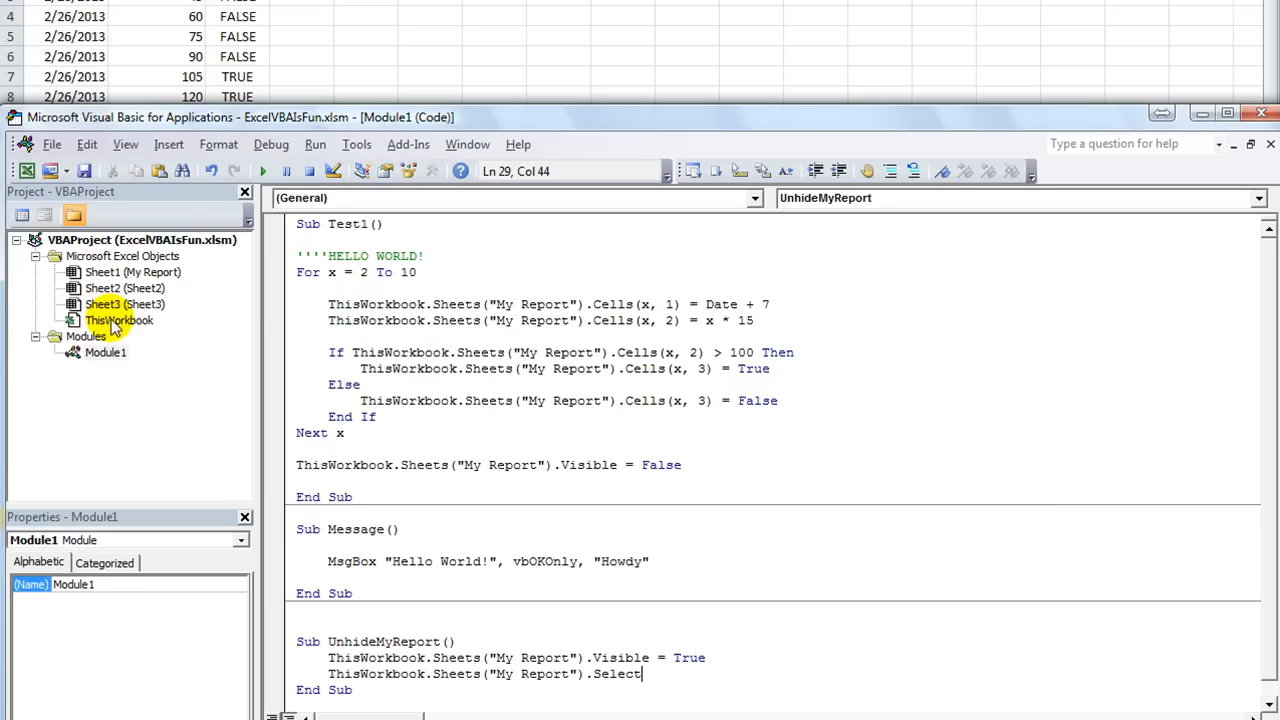 4 2/26/2013 60 FALSE
5 2/26/2013 75 FALSE
6 2/26/2013 90 FALSE
7 2/26/2013 105 TRUE
8 2/26/2013 120 TRUE
Microsoft Visual Basic for Applications - ExcelVBAIsFun.xlsm - [Module1 (Code)]
File Edit View Insert Format Debug Run Tools Add-Ins Window Help Type a question for help
Ln 29, Col 44
Project - VBAProject
(General) UnhideMyReport
VBAProject (ExcelVBAIsFun.xlsm)
Microsoft Excel Objects
Sheet1 (My Report)
Sheet2 (Sheet2)
Sheet3 (Sheet3)
ThisWorkbook
Modules
Module1
Properties - Module1
Module1 Module
Alphabetic Categorized
(Name) Module1
Sub Test1()
''''HELLO WORLD!
For x = 2 To 10
ThisWorkbook.Sheets("My Report").Cells(x, 1) = Date + 7
ThisWorkbook.Sheets("My Report").Cells(x, 2) = x * 15
If ThisWorkbook.Sheets("My Report").Cells(x, 2) > 100 Then
ThisWorkbook.Sheets("My Report").Cells(x, 3) = True
Else
ThisWorkbook.Sheets("My Report").Cells(x, 3) = False
End If
Next x
ThisWorkbook.Sheets("My Report").Visible = False
End Sub
Sub Message()
MsgBox "Hello World!", vbOKOnly, "Howdy"
End Sub
Sub UnhideMyReport()
ThisWorkbook.Sheets("My Report").Visible = True
ThisWorkbook.Sheets("My Report").Select
End Sub